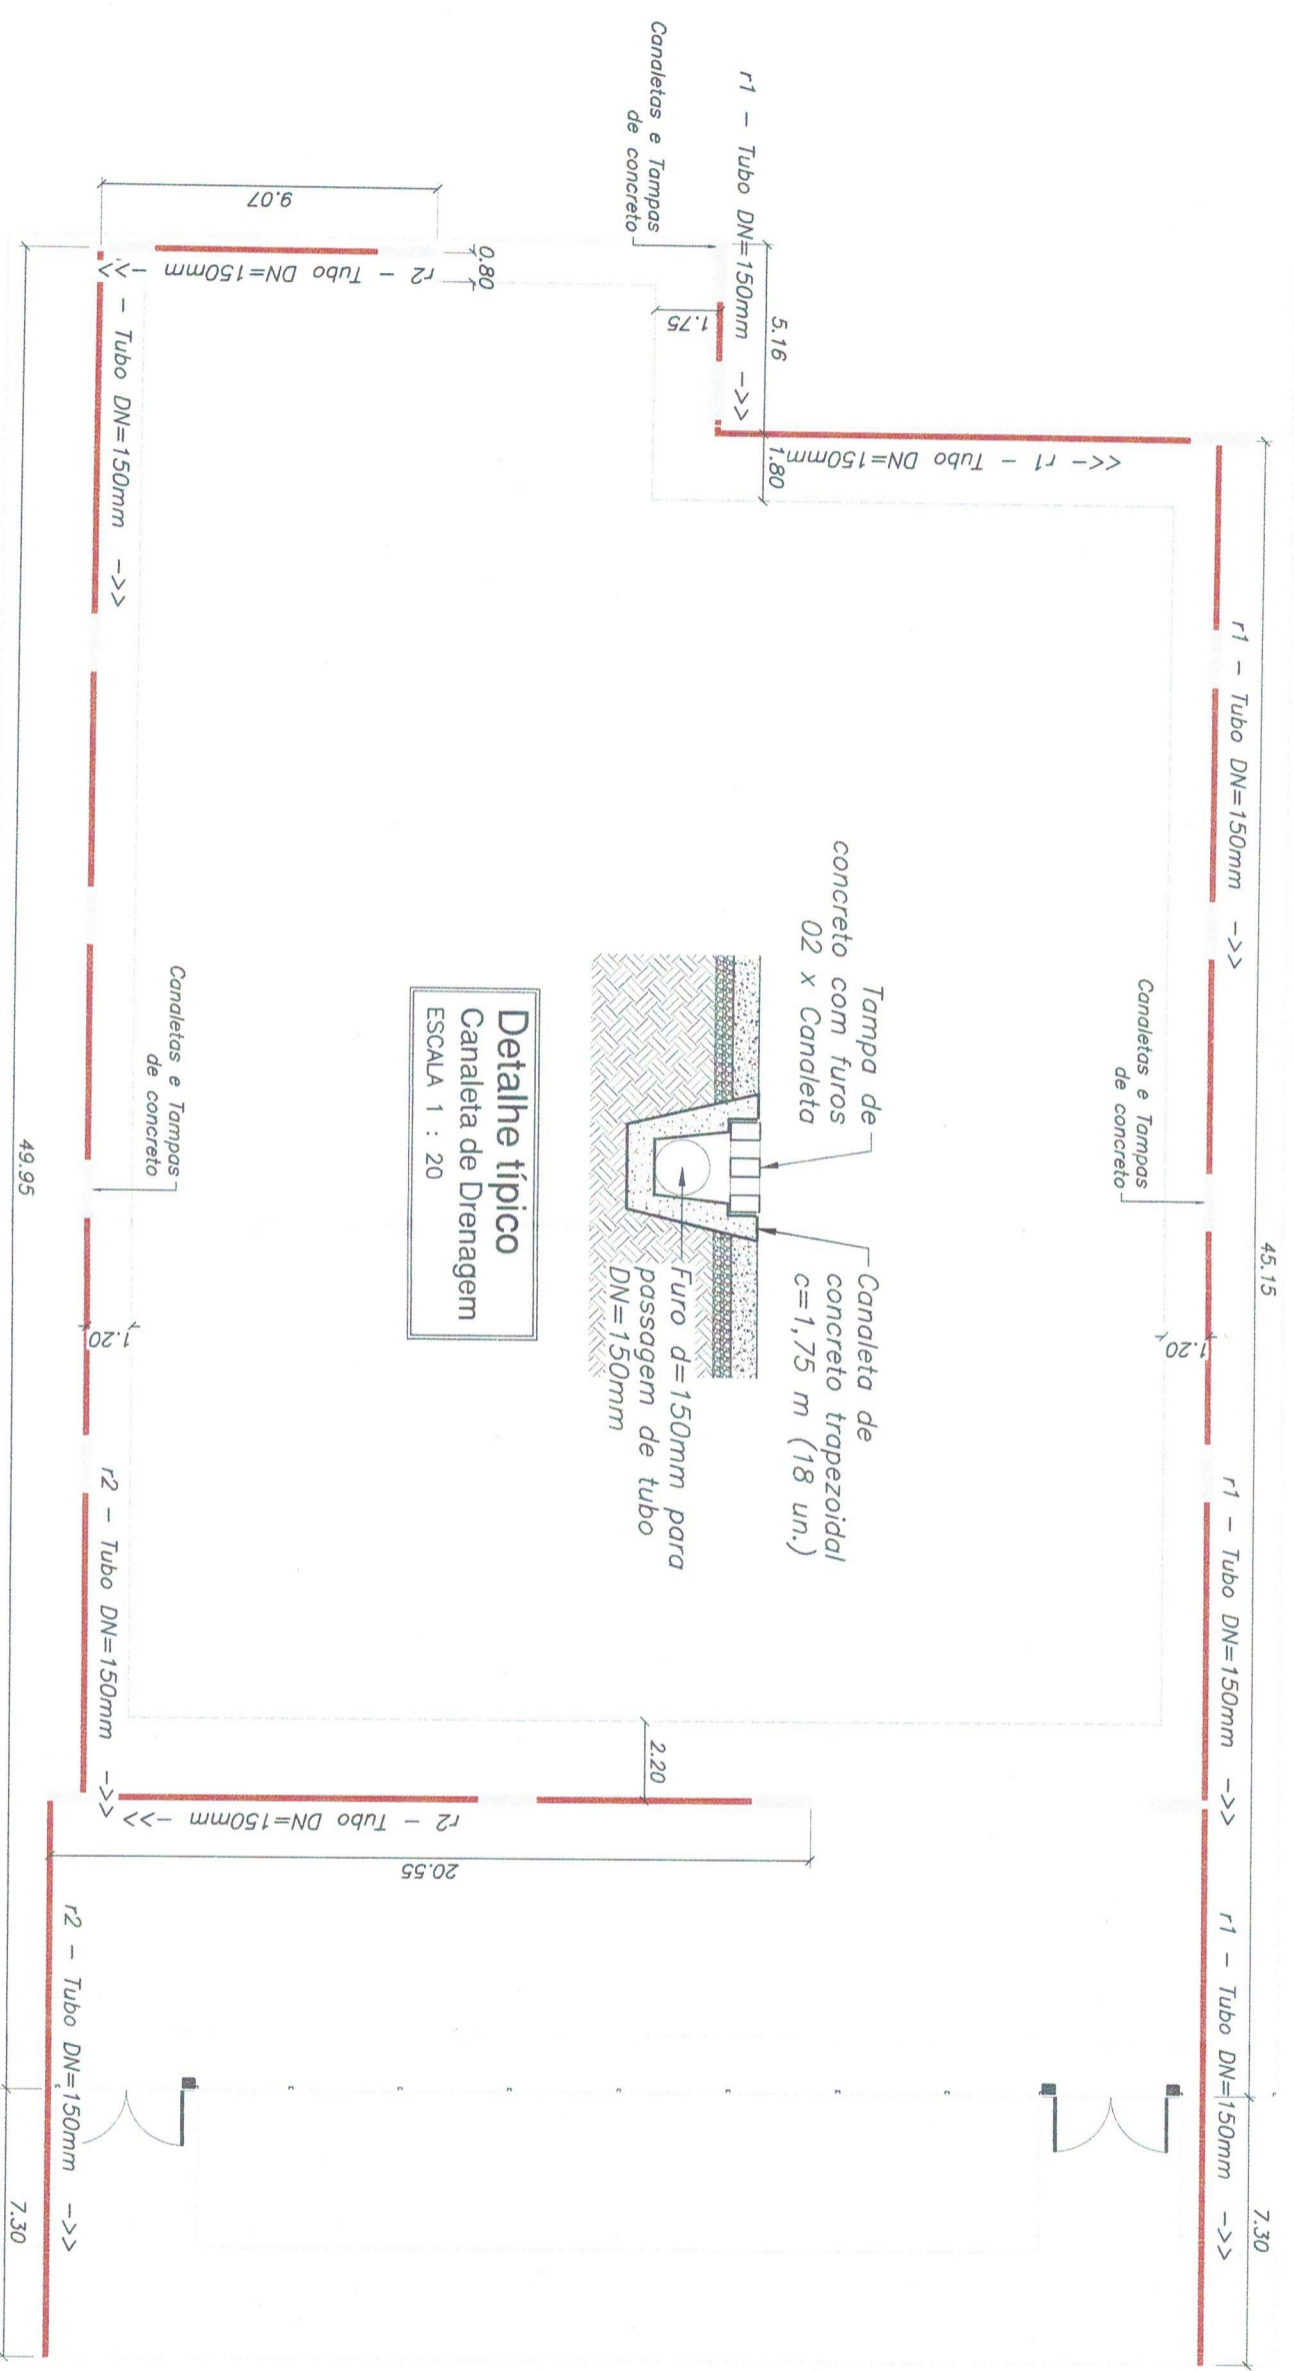 45.15
7.30
r1 - Tubo DN=150mm ->>
r1 - Tubo DN=150mm ->>
r1 - Tubo DN=150mm ->>
Canaletas e Tampas
de concreto
1.20
<<- r1 - Tubo DN=150mm
5.16
1.80
r1 - Tubo DN=150mm ->>
Canaletas e Tampas
de concreto
1.75
Tampa de
concreto com furos
02 x Canaleta
Canaleta de
concreto trapezoidal
c=1,75 m (18 un.)
Furo d=150mm para
passagem de tubo
DN=150mm
Detalhe típico
Canaleta de Drenagem
ESCALA 1 : 20
2.20
0.80
9.07
r2 - Tubo DN=150mm ->>
r2 - Tubo DN=150mm ->>
20.55
Canaletas e Tampas
de concreto
1.20
- Tubo DN=150mm ->>
r2 - Tubo DN=150mm ->>
r2 - Tubo DN=150mm ->>
49.95
7.30